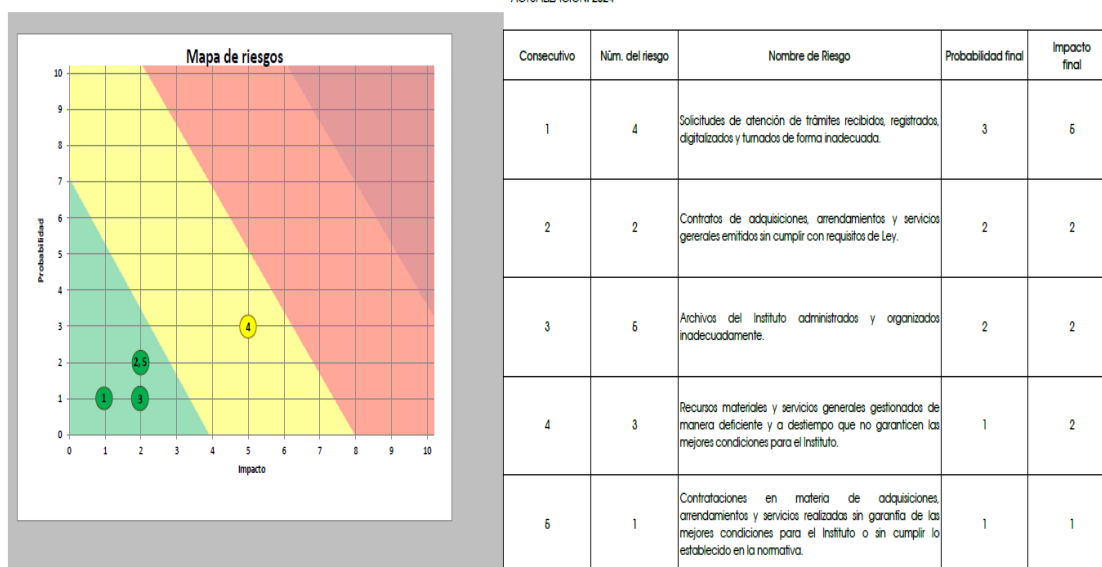 Mapa de riesgos
10
9
8
7
6
5
4
3
2
1
0
Probabilidad
4
2, 5
1
3
0 1 2 3 4 5 6 7 8 9 10
Impacto
Consecutivo Núm. del riesgo Nombre de Riesgo Probabilidad final Impacto
final
1 4 Solicitudes de atención de trámites recibidos, registrados, 3 5
digitalizados y turnados de forma inadecuada.
2 2 Contratos de adquisiciones, arrendamientos y servicios 2 2
gererales emitidos sin cumplir con requisitos de Ley.
3 5 Archivos del Instituto administrados y organizados 2 2
inadecuadamente.
4 3 Recursos materiales y servicios generales gestionados de 1 2
manera deficiente y a destiempo que no garanticen las
mejores condiciones para el Instituto.
5 1 Contrataciones en materia de adquisiciones, 1 1
arrendamientos y servicios realizadas sin garantía de las
mejores condiciones para el Instituto o sin cumplir lo
establecido en la normativa.